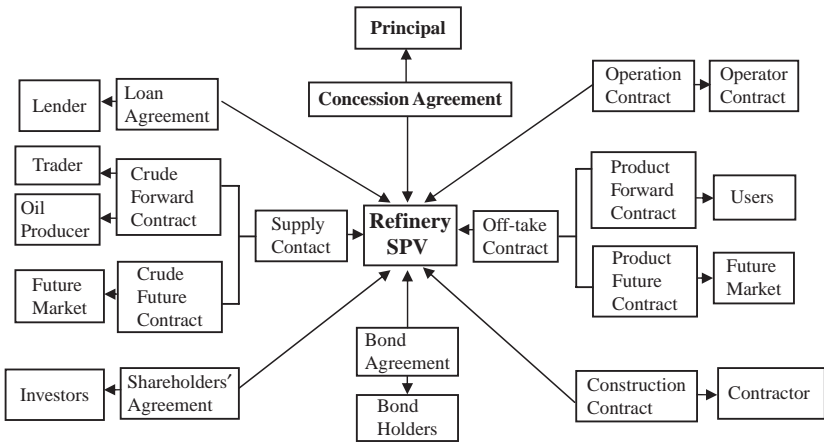 Principal
Concession Agreement
Lender
Loan
Agreement
Operation
Contract
Operator
Contract
Trader
Oil
Producer
Crude
Forward
Contract
Future
Market
Crude
Future
Contract
Supply
Contact
Refinery
SPV
Off-take
Contract
Product
Forward
Contract
Users
Product
Future
Contract
Future
Market
Investors
Shareholders′
Agreement
Bond
Agreement
Bond
Holders
Construction
Contract
Contractor